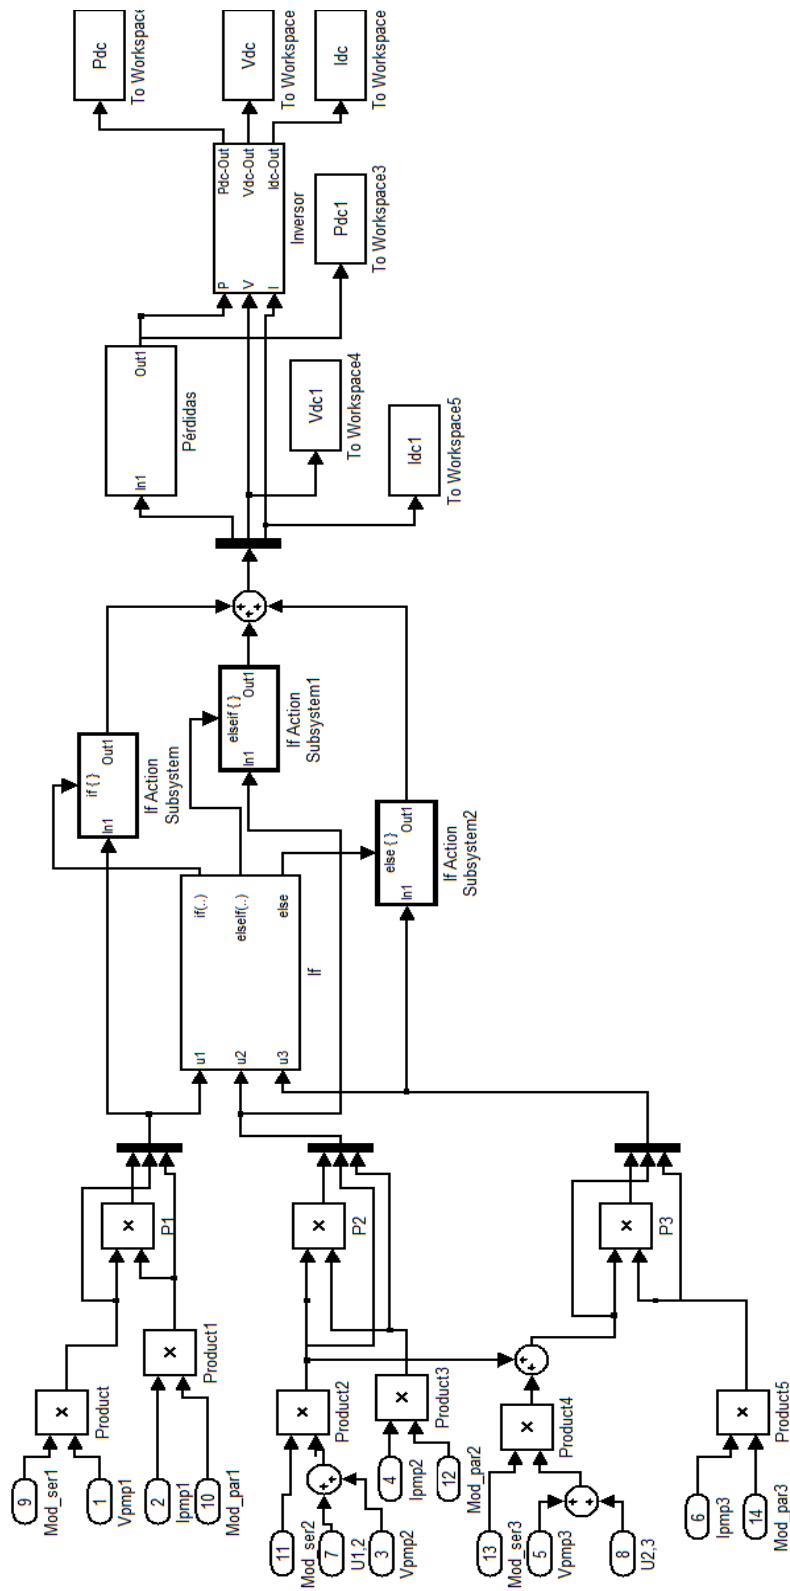 9
Mod_ser1
1
Vpmp1
2
Ipmp1
10
Mod_par1
Product
×
Product1
×
P1
×
11
Mod_ser2
7
U1,2
3
Vpmp2
4
Ipmp2
12
Mod_par2
Product2
×
Product3
×
P2
×
13
Mod_ser3
5
Vpmp3
8
U2,3
6
Ipmp3
14
Mod_par3
Product4
×
Product5
×
P3
×
+
+
+
+
+
+
u1
u2
u3
if(..)
elseIf(..)
else
If
In1
if { }
Out1
If Action
Subsystem
In1
elseif { }
Out1
If Action
Subsystem1
In1
else { }
Out1
If Action
Subsystem2
+
+
+
In1
Out1
Pérdidas
Vdc1
To Workspace4
Idc1
To Workspace5
Pdc1
To Workspace3
P
V
I
Pdc-Out
Vdc-Out
Idc-Out
Inversor
Pdc
To Workspace
Vdc
To Workspace
Idc
To Workspace